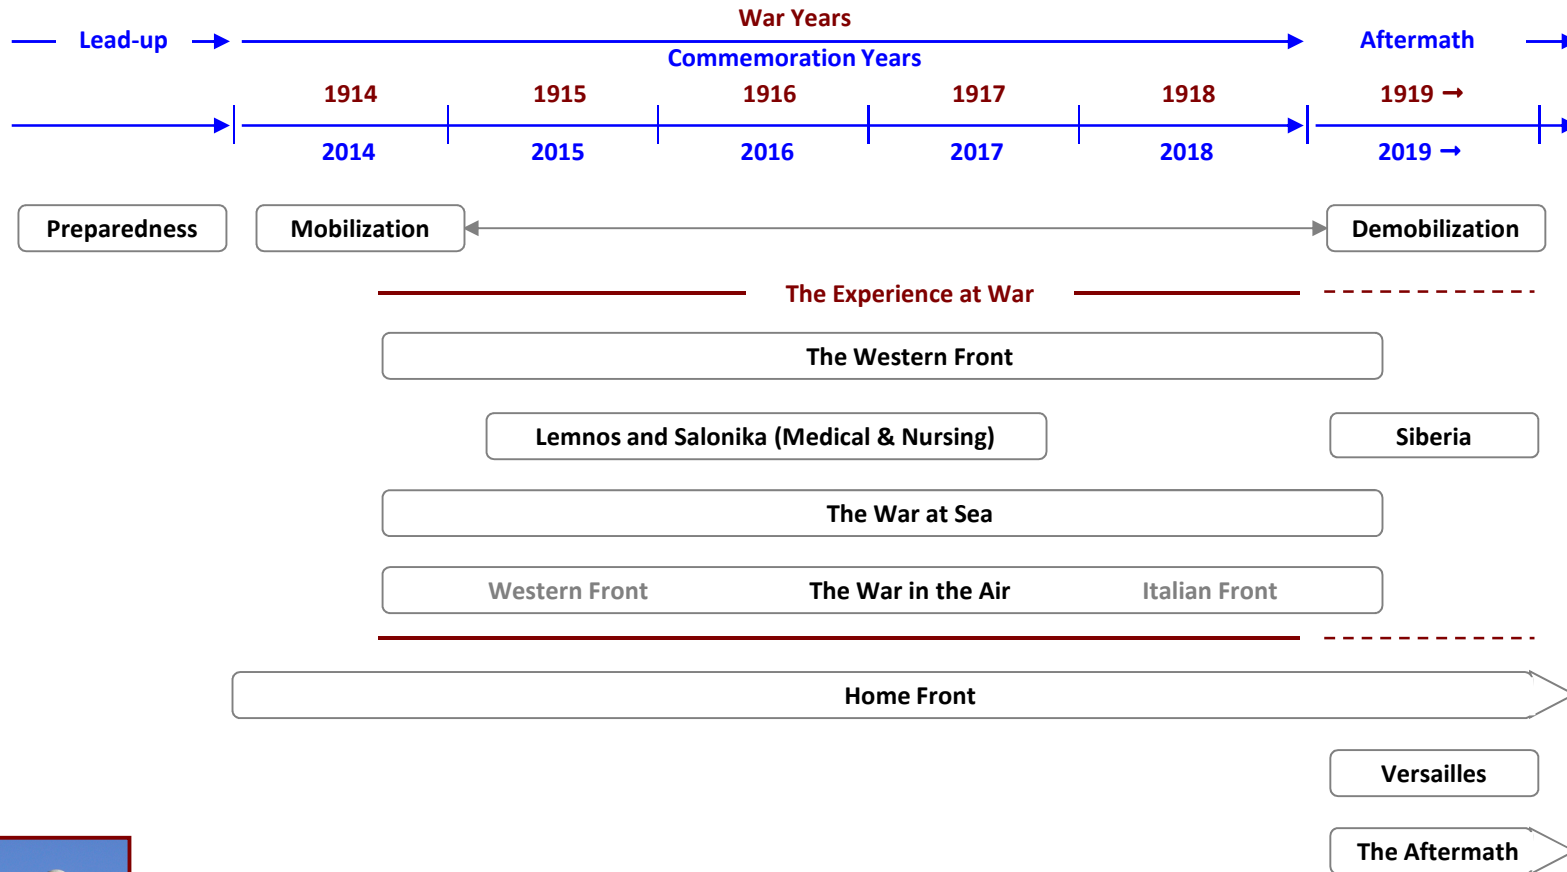 War Years
Lead-up
Aftermath
Commemoration Years
1914 1915 1916 1917 1918 1919 →
2014 2015 2016 2017 2018 2019 →
Preparedness
Mobilization
Demobilization
The Experience at War
The Western Front
Lemnos and Salonika (Medical & Nursing)
Siberia
The War at Sea
Western Front
The War in the Air
Italian Front
Home Front
Versailles
The Aftermath